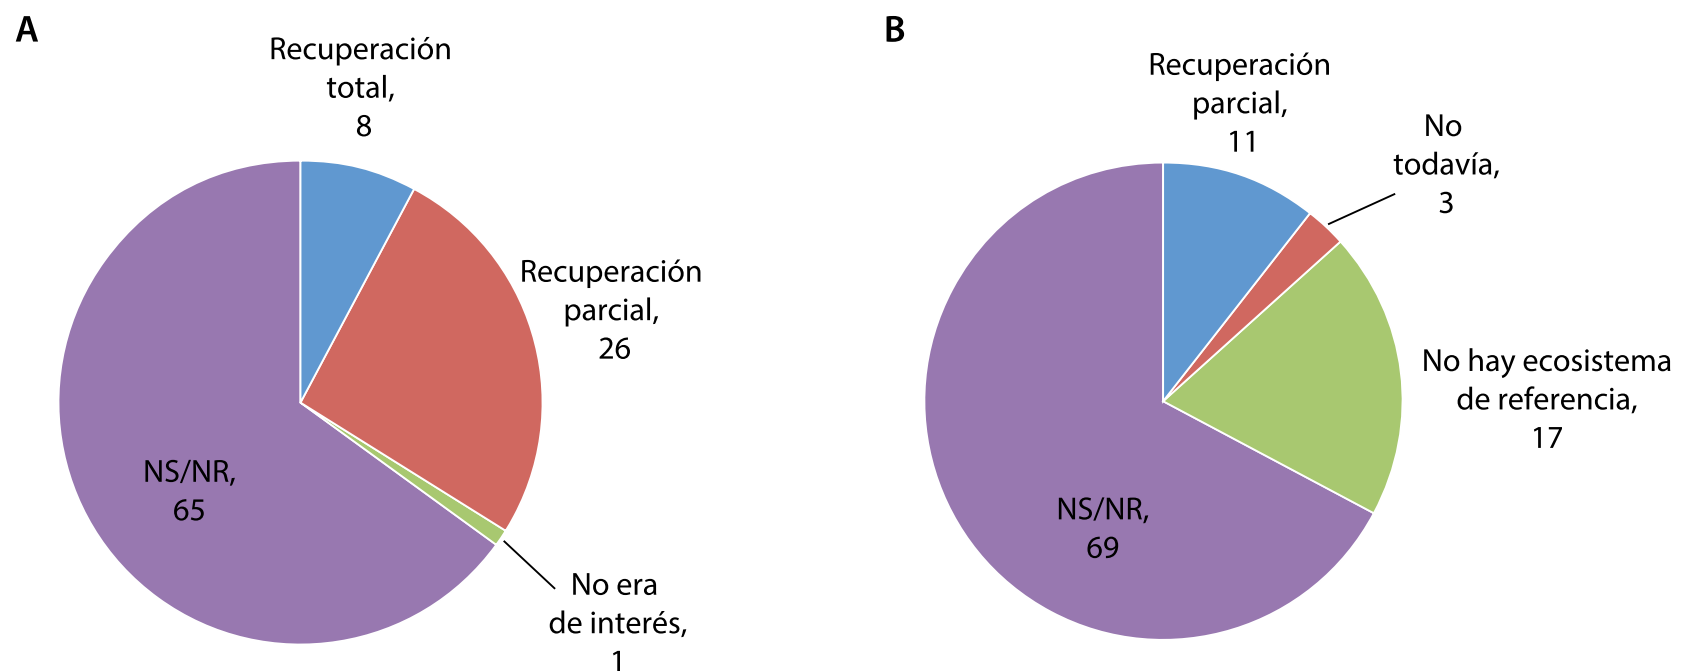 A
Recuperación
total,
8
Recuperación
parcial,
26
NS/NR,
65
No era
de interés,
1
B
Recuperación
parcial,
11
No
todavía,
3
No hay ecosistema
de referencia,
17
NS/NR,
69